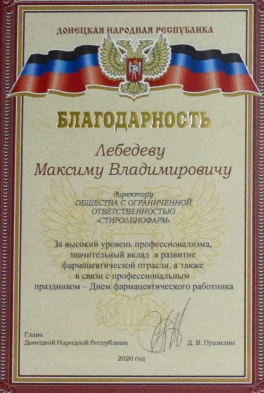 ДОНЕЦКАЯ НАРОДНАЯ РЕСПУБЛИКА
БЛАГОДАРНОСТЬ
Лебедеву
Максиму Владимировичу
директору
ОБЩЕСТВА С ОГРАНИЧЕННОЙ
ОТВЕТСТВЕННОСТЬЮ
«СТИРОЛБИОФАРМ»
За высокий уровень профессионализма,
значительный вклад в развитие
фармацевтической отрасли, а также
в связи с профессиональным
праздником – Днем фармацевтического работника
Глава
Донецкой Народной Республики
Д. В. Пушилин
2020 год